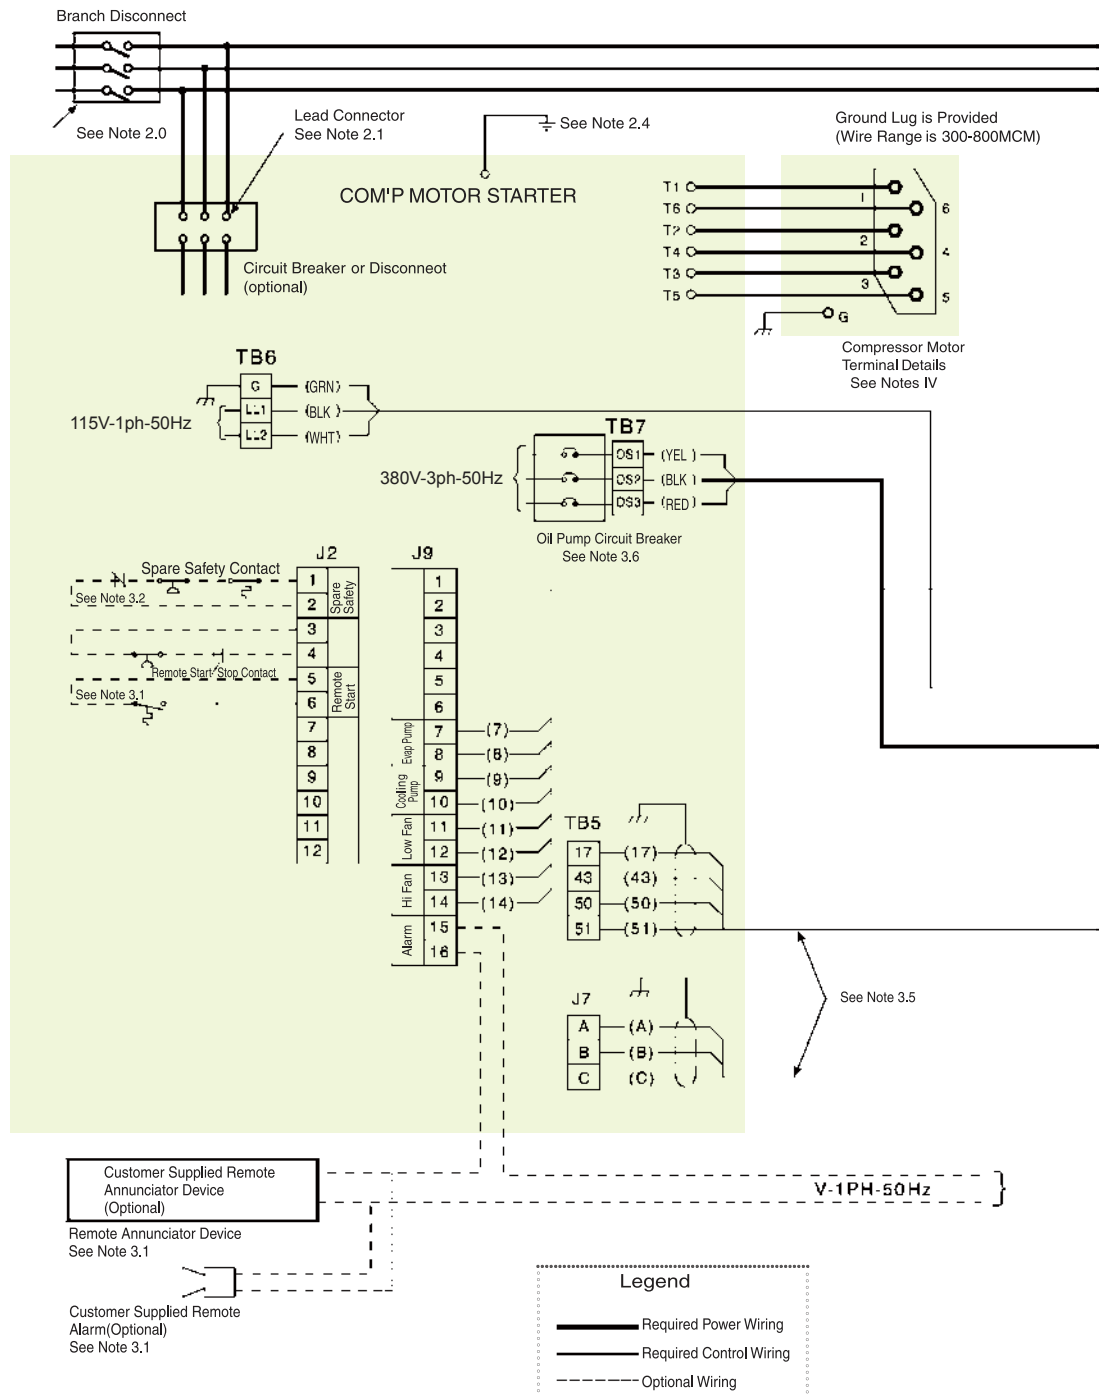 Branch Disconnect
See Note 2.0
Lead Connector
See Note 2.1
See Note 2.4
Ground Lug is Provided
(Wire Range is 300-800MCM)
COM'P MOTOR STARTER
T1
T6
T2
T4
T3
T5
1
6
2
4
3
5
G
Circuit Breaker or Disconneot
(optional)
Compressor Motor
Terminal Details
See Notes IV
TB6
G (GRN)
LL1 (BLK)
LL2 (WHT)
115V-1ph-50Hz
TB7
DS1 (YEL)
DS2 (BLK)
DS3 (RED)
380V-3ph-50Hz
Oil Pump Circuit Breaker
See Note 3.6
J2
1
2
3
4
5
6
7
8
9
10
11
12
Spare
Safety
Remote
Start
Spare Safety Contact
See Note 3.2
Remote Start/Stop Contact
See Note 3.1
J9
1
2
3
4
5
6
7 (7)
8 (8)
9 (9)
10 (10)
11 (11)
12 (12)
13 (13)
14 (14)
15
16
Evap Pump
Cooling
Pump
Low Fan
Hi Fan
Alarm
TB5
17 (17)
43 (43)
50 (50)
51 (51)
See Note 3.5
J7
A (A)
B (B)
C (C)
Customer Supplied Remote
Annunciator Device
(Optional)
Remote Annunciator Device
See Note 3.1
V-1PH-50Hz
Customer Supplied Remote
Alarm(Optional)
See Note 3.1
Legend
Required Power Wiring
Required Control Wiring
Optional Wiring